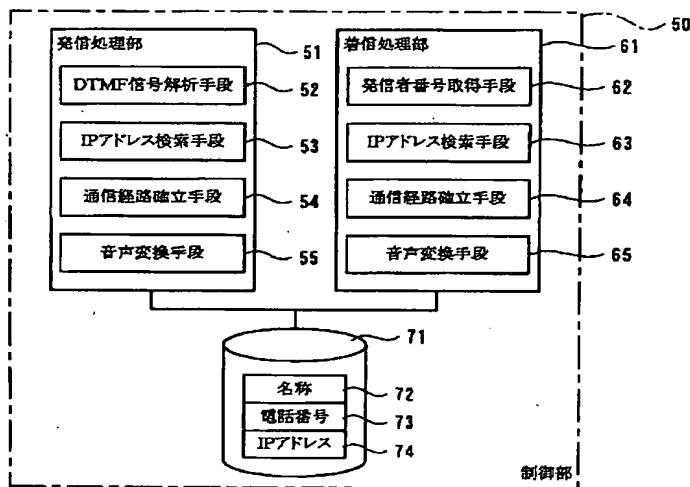 50
発信処理部
51
DTMF信号解析手段
52
IPアドレス検索手段
53
通信経路確立手段
54
音声変換手段
55
着信処理部
61
発信者番号取得手段
62
IPアドレス検索手段
63
通信経路確立手段
64
音声変換手段
65
71
名称
72
電話番号
73
IPアドレス
74
制御部